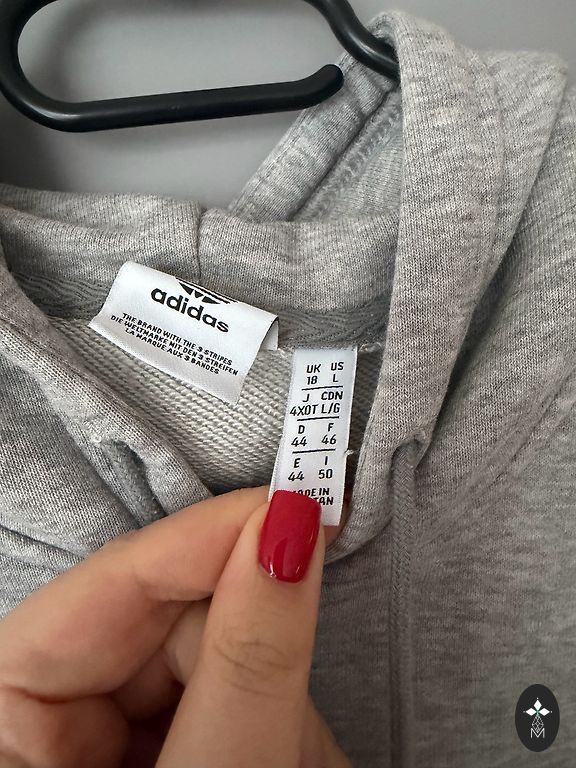 adidas
THE BRAND WITH THE 3 STRIPES
DIE WELTMARKE MIT DEN 3 STREIFEN
LA MARQUE AUX 3 BANDES
UK US
18 L
J CDN
4XOT L/G
D F
44 46
E I
44 50
IN
M